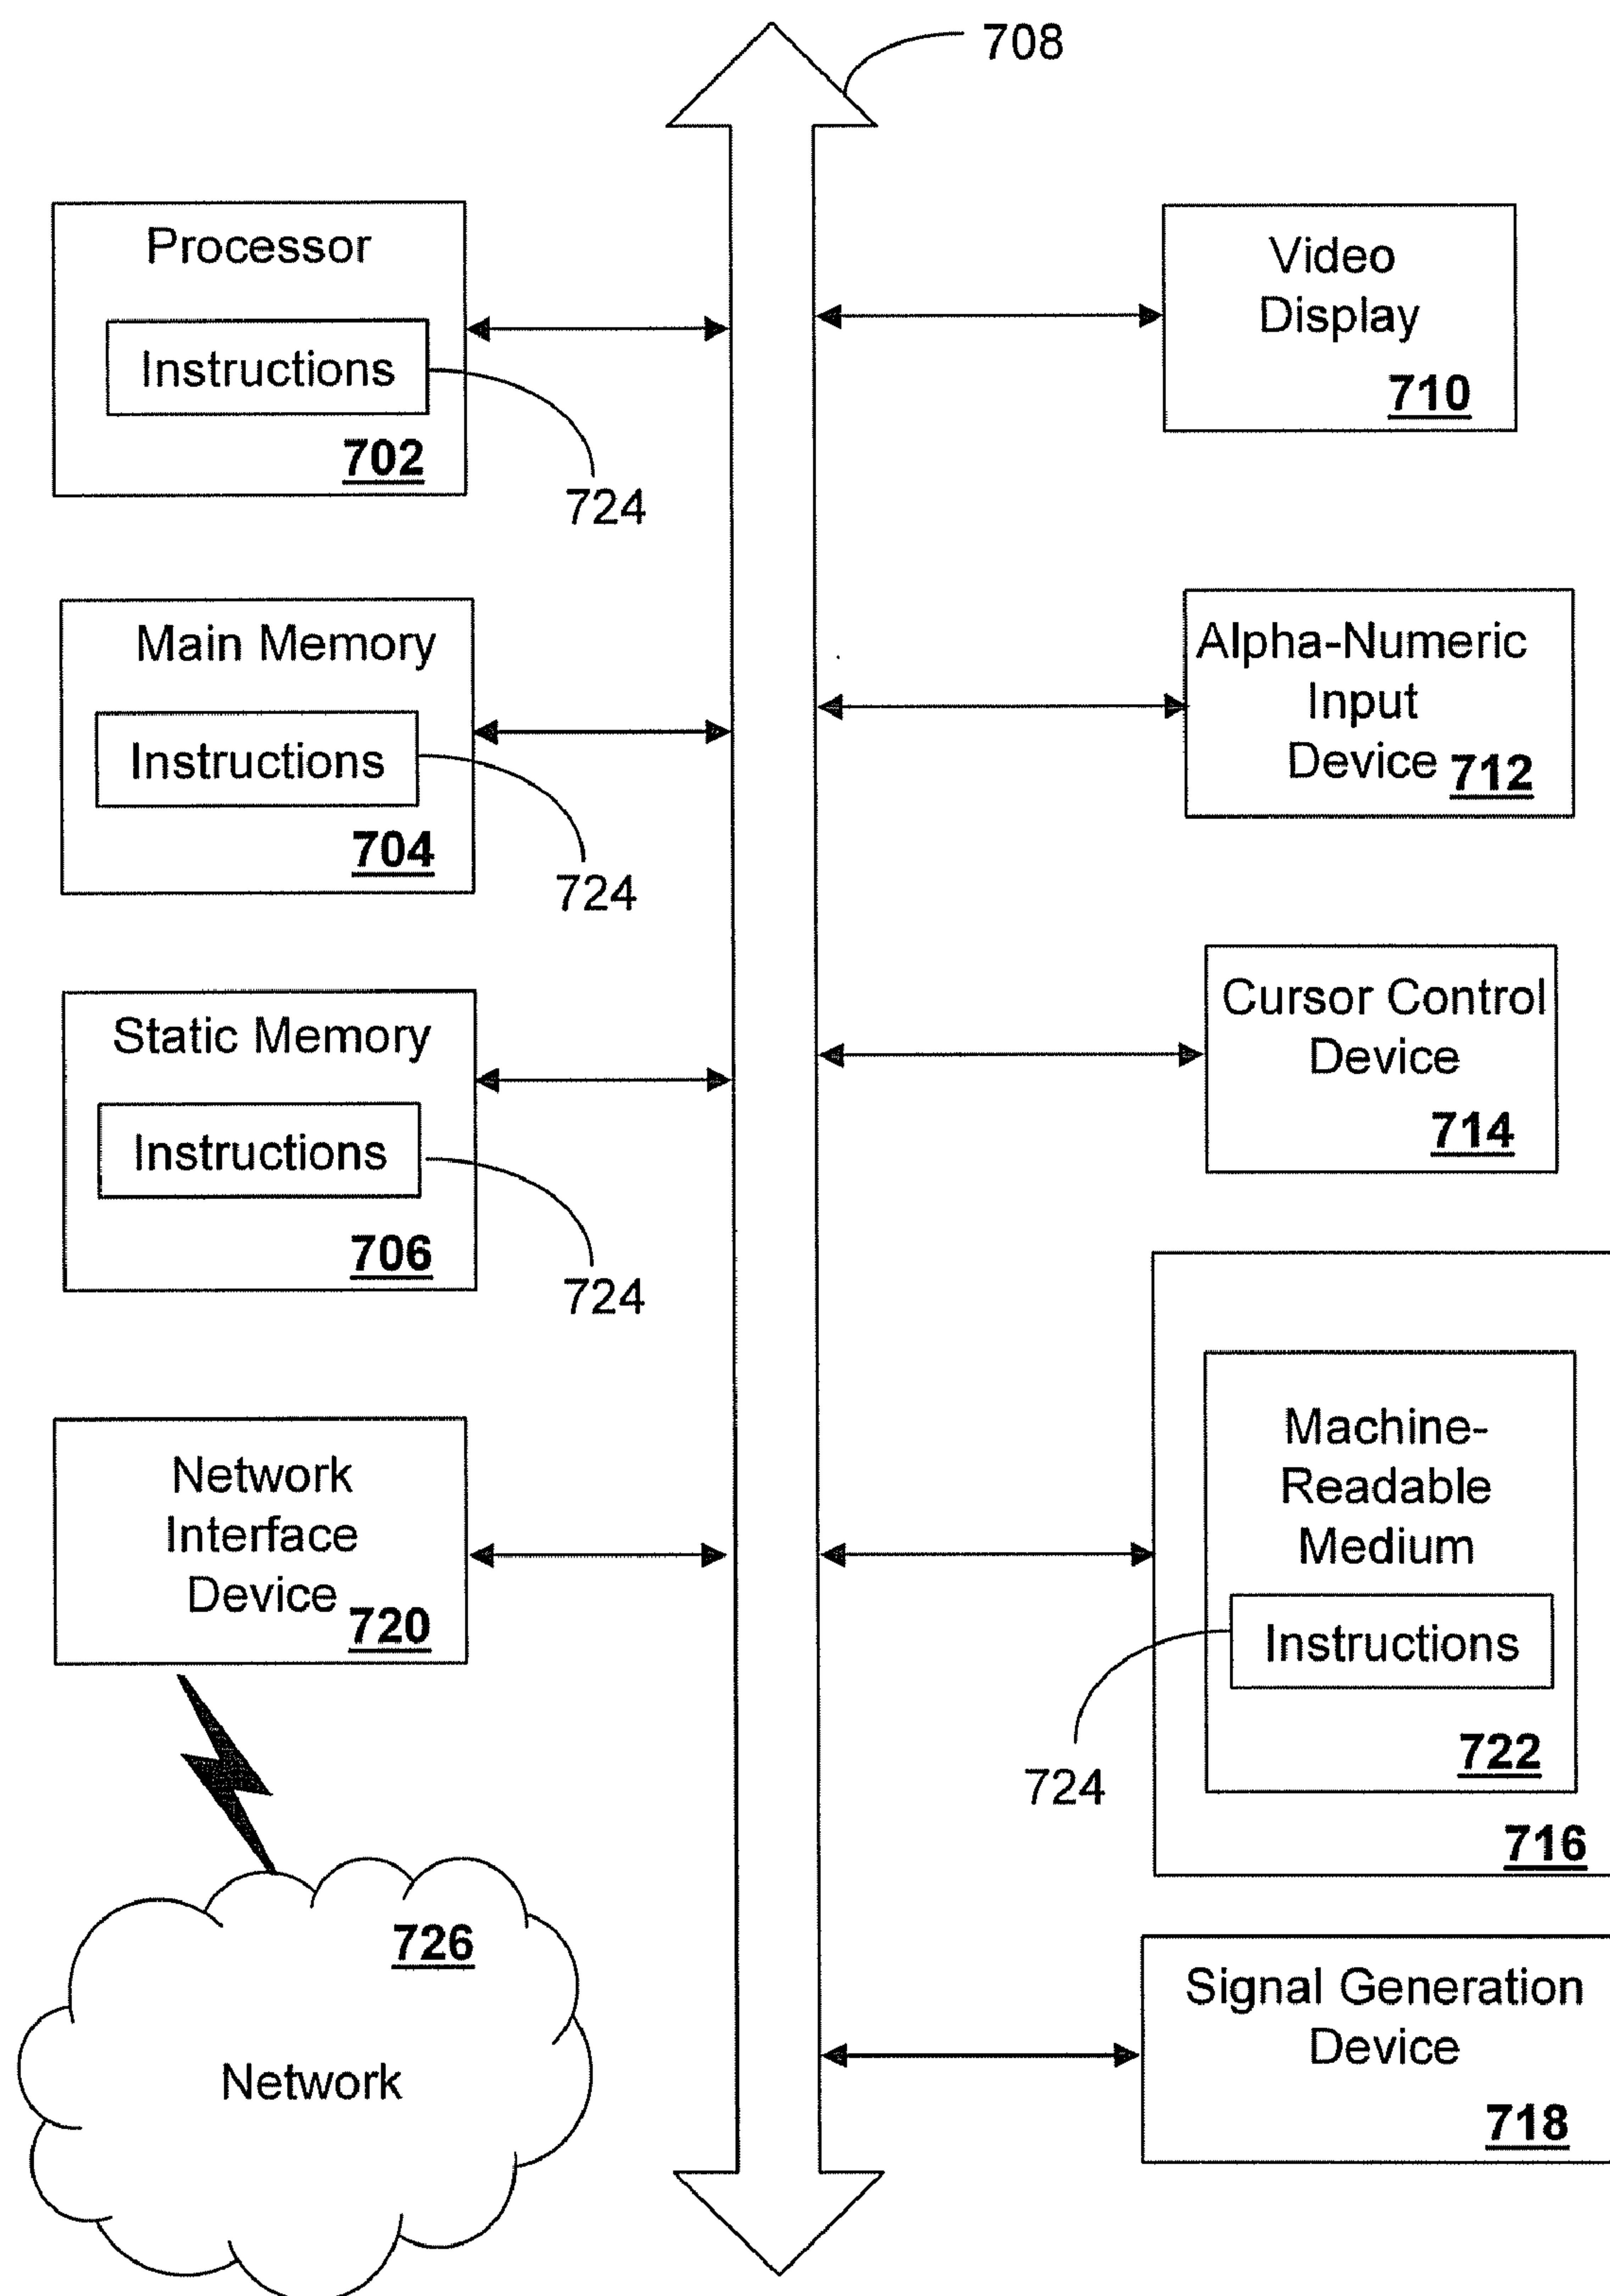 708
Processor
Instructions
702
724
Main Memory
Instructions
704
724
Static Memory
Instructions
706
724
Network
Interface
Device
720
726
Network
Video
Display
710
Alpha-Numeric
Input
Device
712
Cursor Control
Device
714
Machine-
Readable
Medium
Instructions
724
722
716
Signal Generation
Device
718